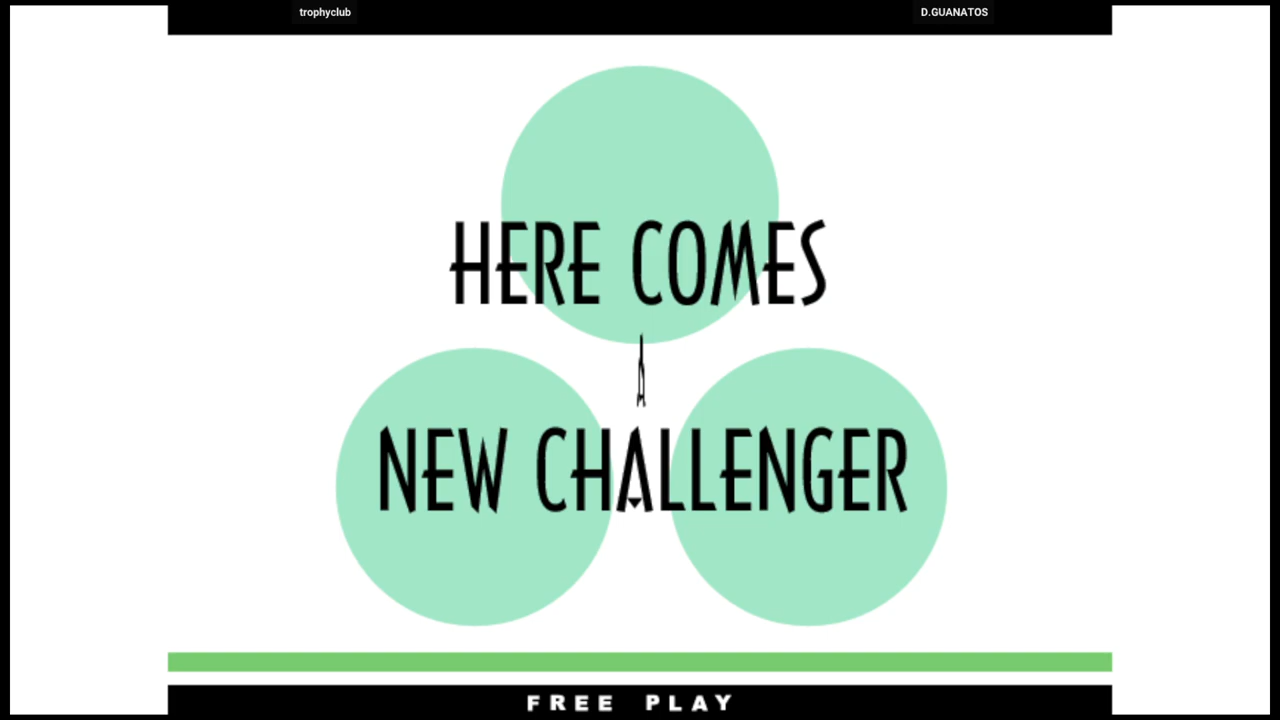 trophyclub D.GUANATOS
HERE COMES
A
NEW CHALLENGER
FREE PLAY